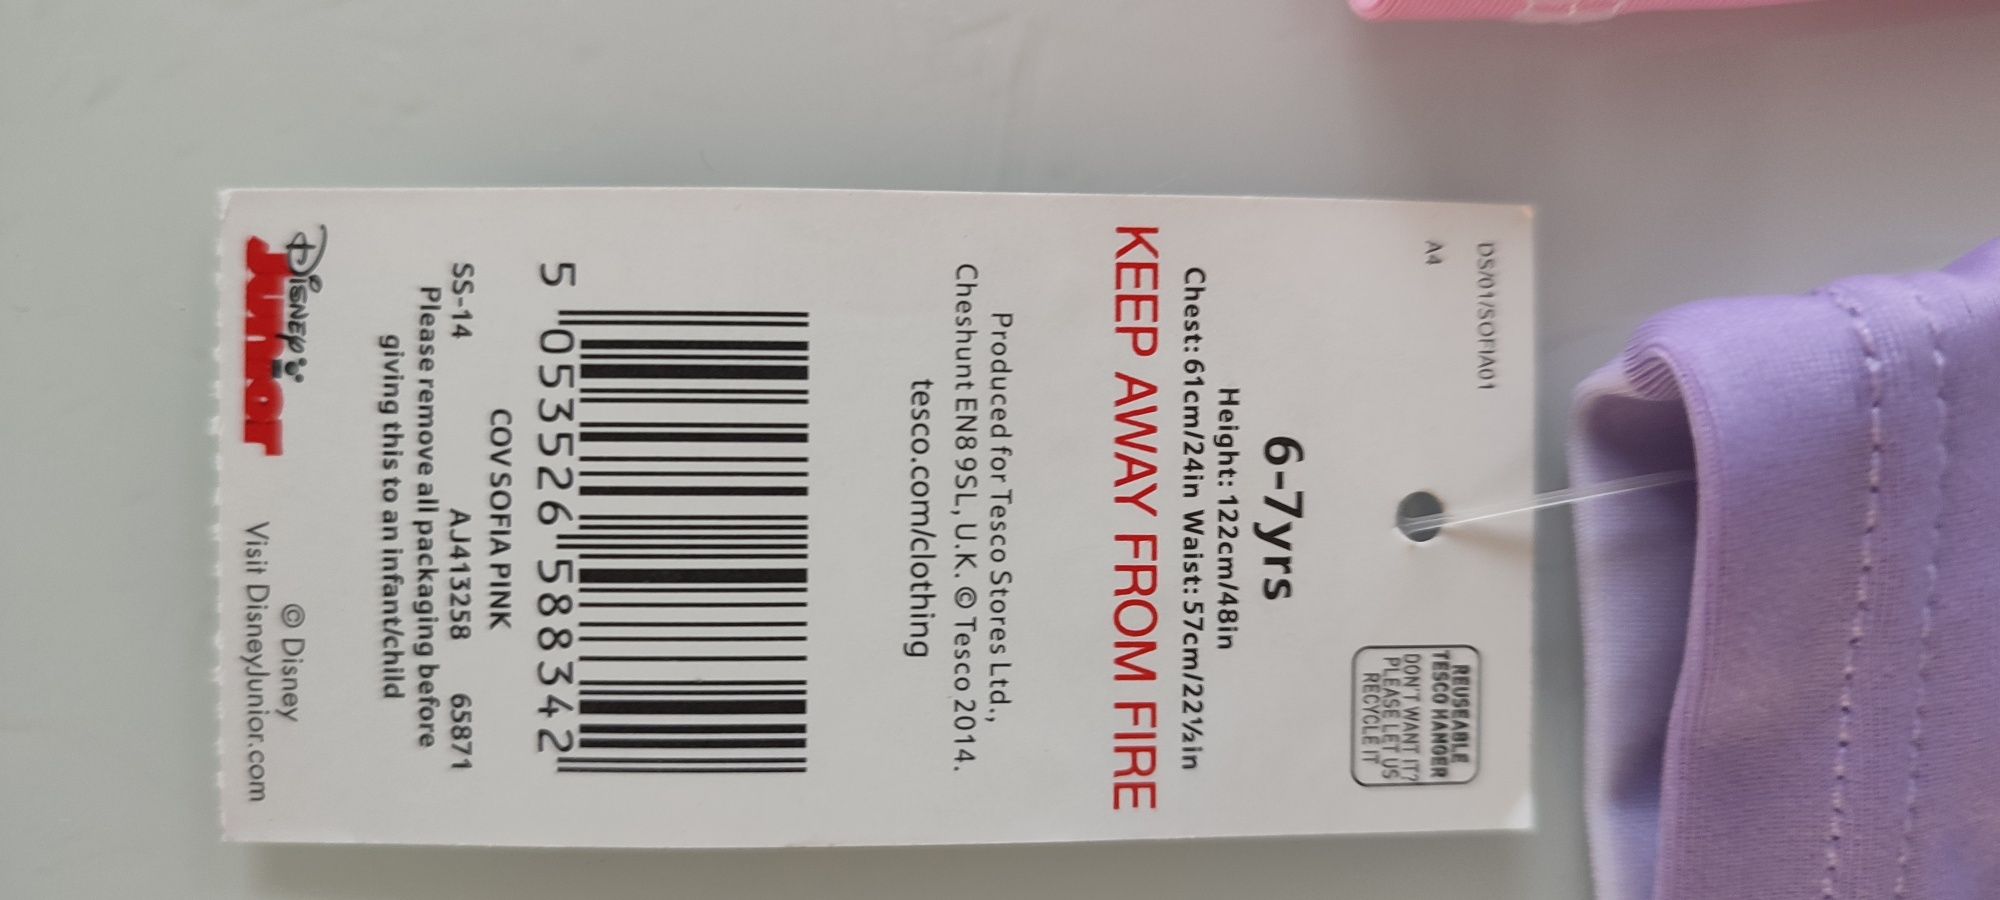 DS/01/SOFIA01
A4
REUSEABLE
TESCO HANGER
DON'T WANT IT?
PLEASE LET US
RECYCLE IT
6-7yrs
Height: 122cm/48in
Chest: 61cm/24in Waist: 57cm/22½in
KEEP AWAY FROM FIRE
Produced for Tesco Stores Ltd.,
Cheshunt EN8 9SL, U.K. © Tesco 2014.
tesco.com/clothing
5 053526 588342
COV SOFIA PINK
SS-14 AJ413258 65871
Please remove all packaging before
giving this to an infant/child
Disney
Junior
© Disney
Visit DisneyJunior.com